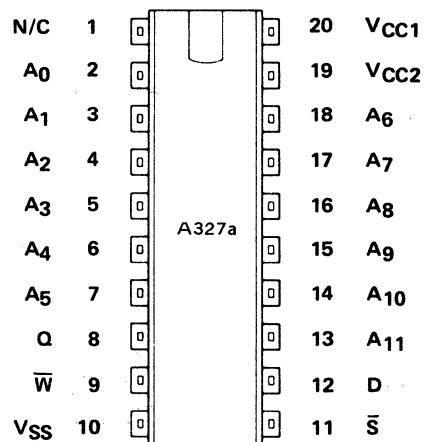 N/C 1 20 VCC1
A0 2 19 VCC2
A1 3 18 A6
A2 4 17 A7
A3 5 16 A8
A327a
A4 6 15 A9
A5 7 14 A10
Q 8 13 A11
W̅ 9 12 D
VSS 10 11 S̅